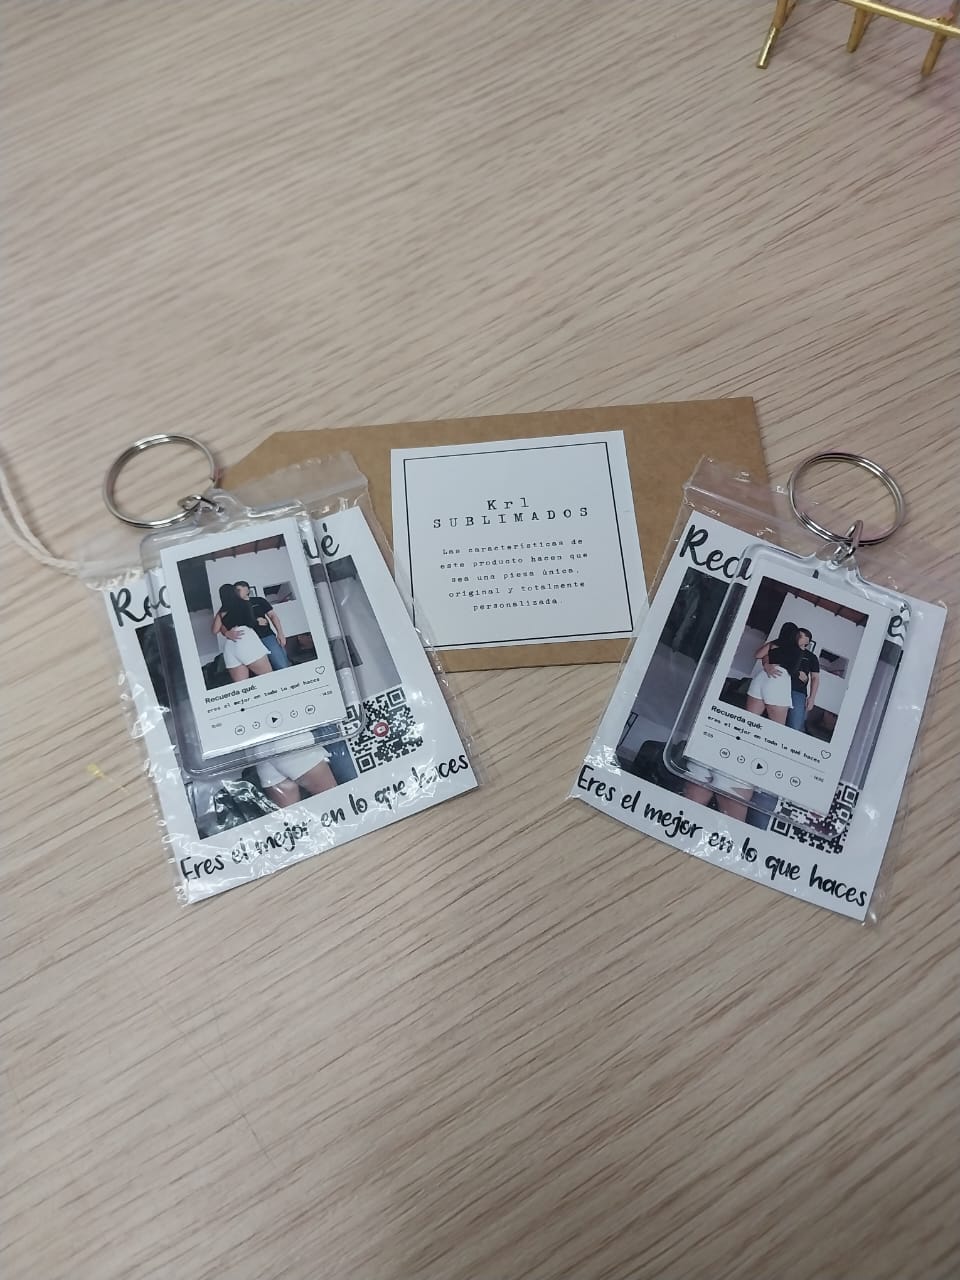 Krl
SUBLIMADOS
Las características de
este producto hacen que
sea una piesa única,
original y totalmente
personalizada.
Recuerda qué:
eres el mejor en todo lo que haces
Eres el mejor en lo que haces
Recuerda qué:
eres el mejor en todo lo que haces
Eres el mejor en lo que haces